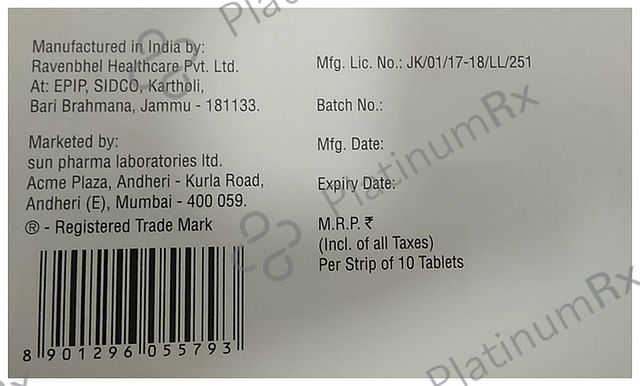 Manufactured in India by:
Ravenbhel Healthcare Pvt. Ltd.
At: EPIP, SIDCO, Kartholi,
Bari Brahmana, Jammu - 181133.
Marketed by:
sun pharma laboratories ltd.
Acme Plaza, Andheri - Kurla Road,
Andheri (E), Mumbai - 400 059.
® - Registered Trade Mark
8 901296 055793
Mfg. Lic. No.: JK/01/17-18/LL/251
Batch No.:
Mfg. Date:
Expiry Date:
M.R.P. ₹
(Incl. of all Taxes)
Per Strip of 10 Tablets
PlatinumRx
PlatinumRx
PlatinumRx